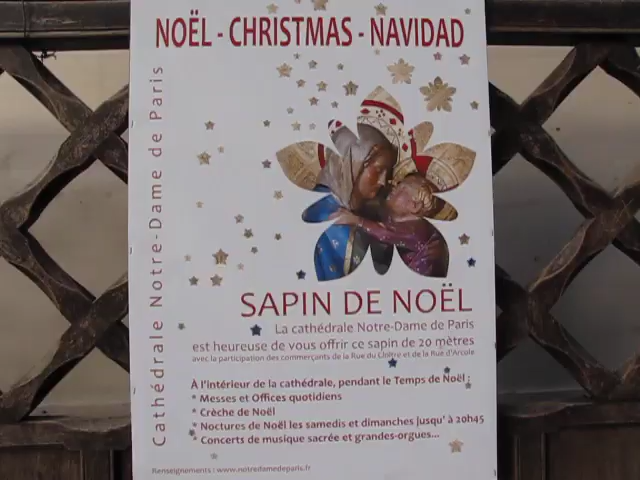 NOËL - CHRISTMAS - NAVIDAD
Cathédrale Notre-Dame de Paris
SAPIN DE NOËL
La cathédrale Notre-Dame de Paris
est heureuse de vous offrir ce sapin de 20 mètres
avec la participation des commerçants de la Rue du Cloître et de la Rue d'Arcole
À l'intérieur de la cathédrale, pendant le Temps de Noël :
* Messes et Offices quotidiens
* Crèche de Noël
* Noctures de Noël les samedis et dimanches jusqu' à 20h45
* Concerts de musique sacrée et grandes-orgues...
Renseignements : www.notredamedeparis.fr